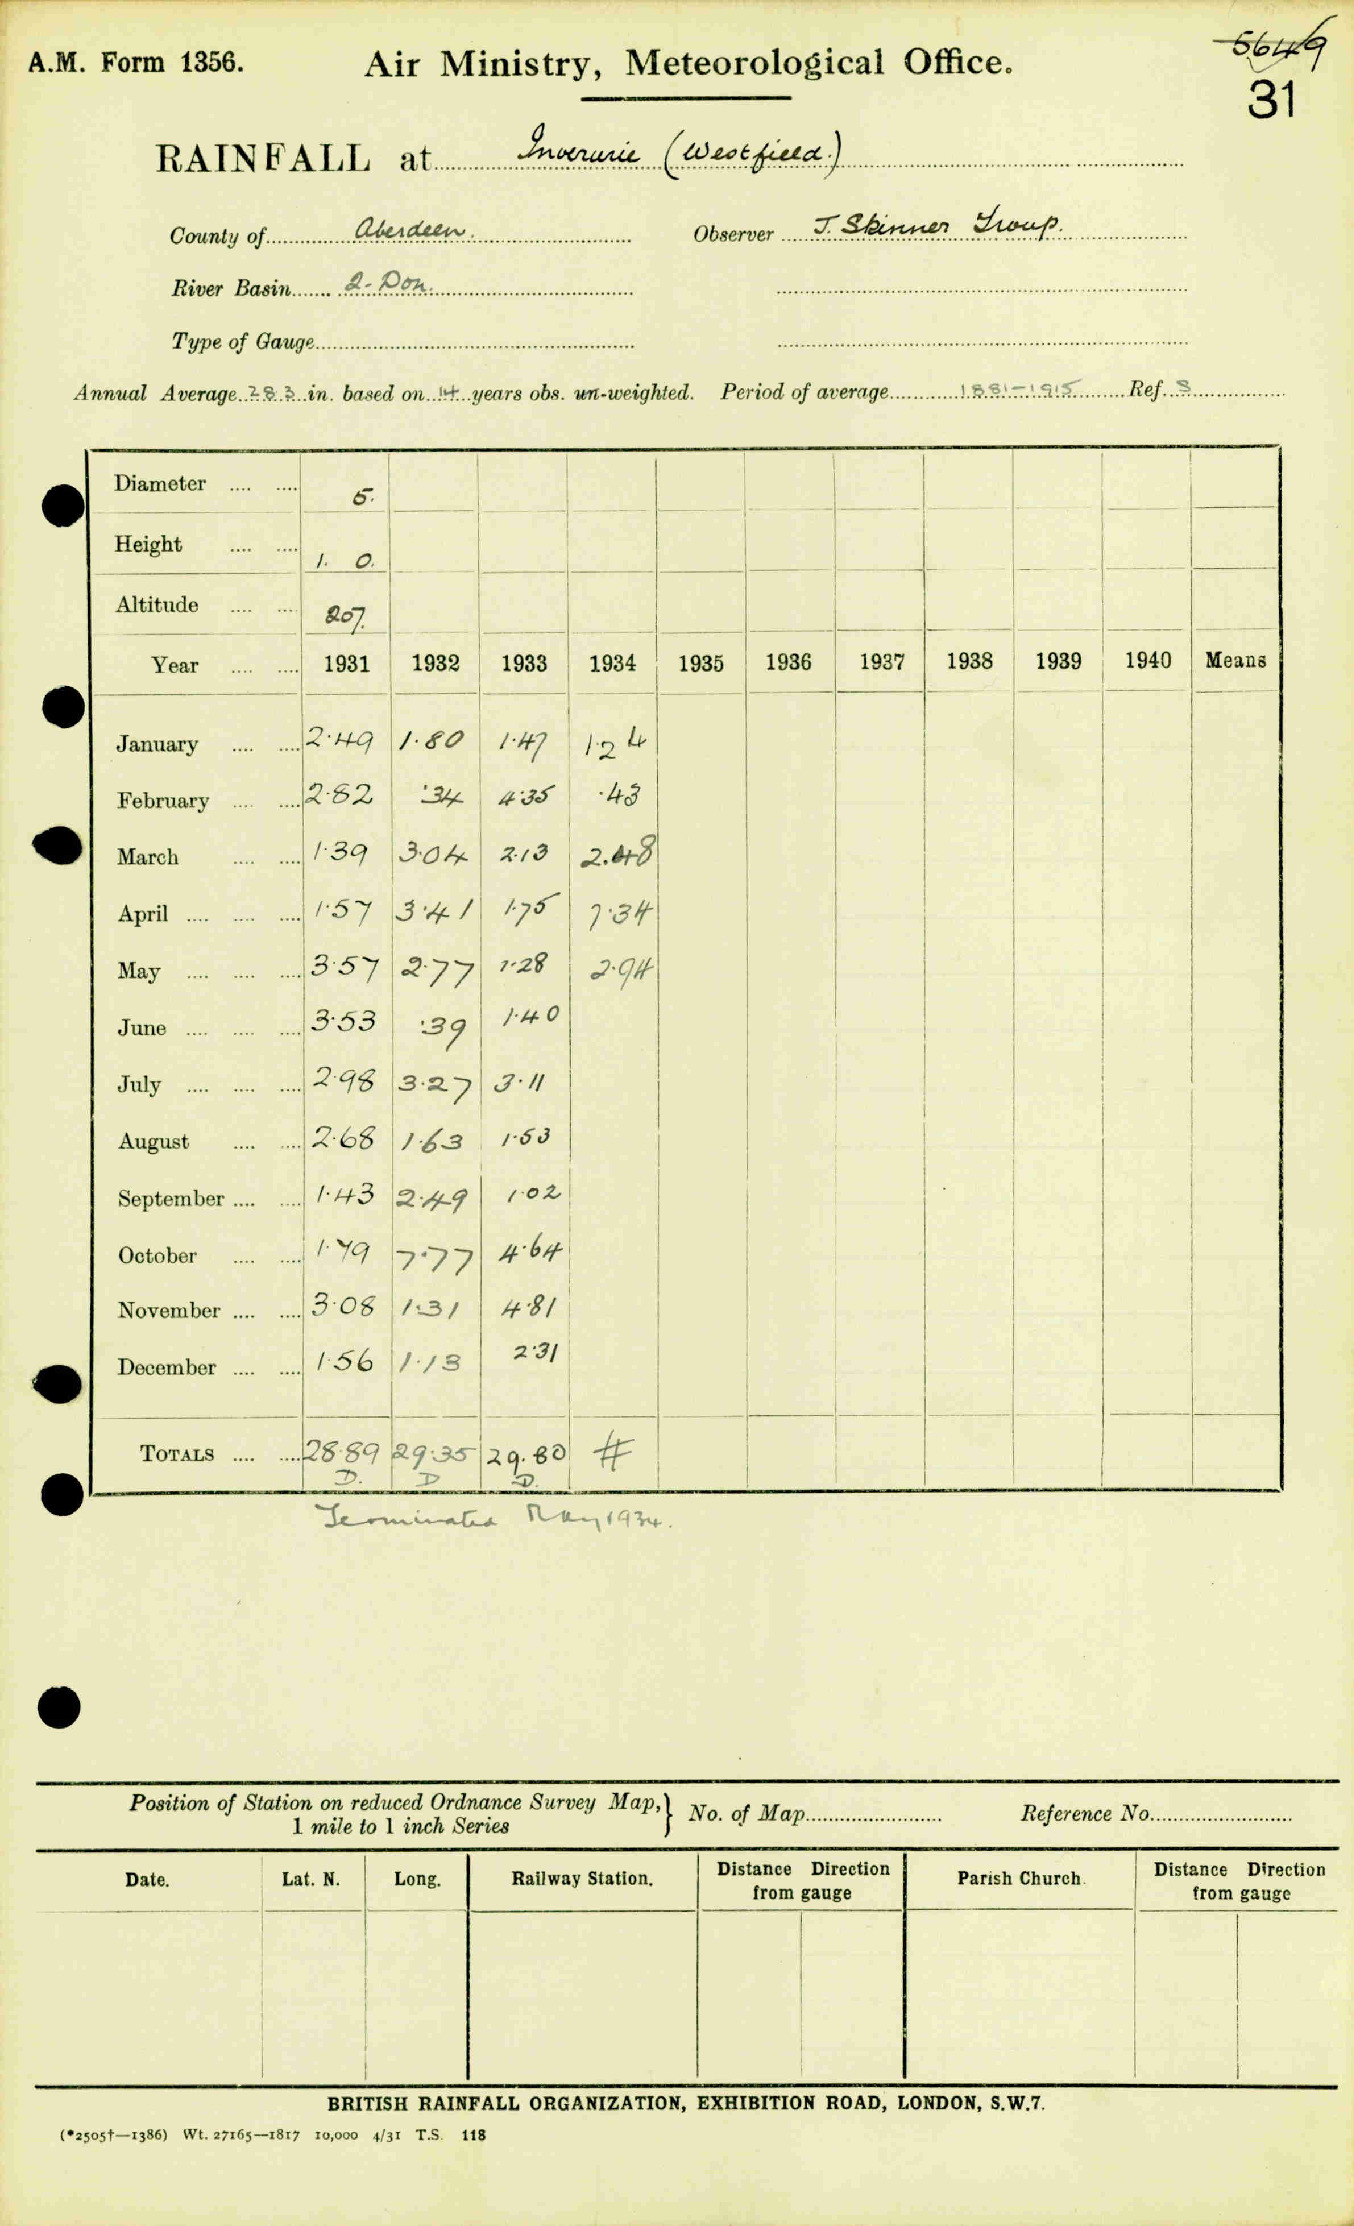 5649
A.M. Form 1356. Air Ministry, Meteorological Office. 31
RAINFALL at Inverurie (Westfield.)
County of Aberdeen. Observer J. Skinner Troup.
River Basin 2-Don.
Type of Gauge
Annual Average 28.3 in. based on 14 years obs. un-weighted. Period of average 1881-1915 Ref. S
Diameter .... .... 5.
Height .... .... 1. 0.
Altitude .... .... 207.
Year .... .... 1931 1932 1933 1934 1935 1936 1937 1938 1939 1940 Means
January .... .... 2·49 1·80 1·47 1·24
February .... .... 2·82 ·34 4·35 ·43
March .... .... 1·39 3·04 2·13 2.48
April .... .... .... 1·57 3·41 1·75 7·34
May .... .... .... 3·57 2·77 1·28 2·94
June .... .... .... 3·53 ·39 1·40
July .... .... .... 2·98 3·27 3·11
August .... .... 2·68 1·63 1·53
September .... .... 1·43 2·49 1·02
October .... .... 1·79 7·77 4·64
November .... .... 3·08 1·31 4·81
December .... .... 1·56 1·13 2·31
TOTALS .... .... 28·89 29·35 29.80 #
D. D D.
Terminated May 1934.
Position of Station on reduced Ordnance Survey Map,} No. of Map Reference No.
1 mile to 1 inch Series
Date. Lat. N. Long. Railway Station. Distance Direction from gauge Parish Church. Distance Direction from gauge
BRITISH RAINFALL ORGANIZATION, EXHIBITION ROAD, LONDON, S.W.7.
(*2505†—1386) Wt. 27165—1817 10,000 4/31 T.S. 118